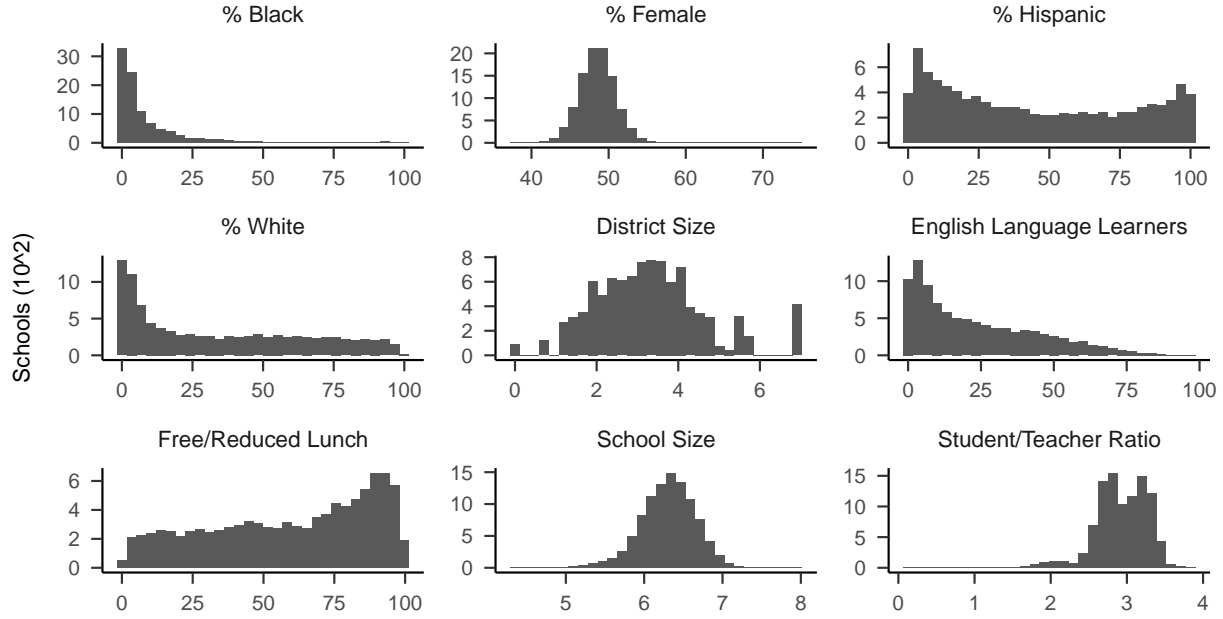 % Black
% Female
% Hispanic
30
20
10
0
0 25 50 75 100
20
15
10
5
0
40 50 60 70
6
4
2
0
0 25 50 75 100
Schools (10^2)
% White
District Size
English Language Learners
10
5
0
0 25 50 75 100
8
6
4
2
0
0 2 4 6
10
5
0
0 25 50 75 100
Free/Reduced Lunch
School Size
Student/Teacher Ratio
6
4
2
0
0 25 50 75 100
15
10
5
0
5 6 7 8
15
10
5
0
0 1 2 3 4